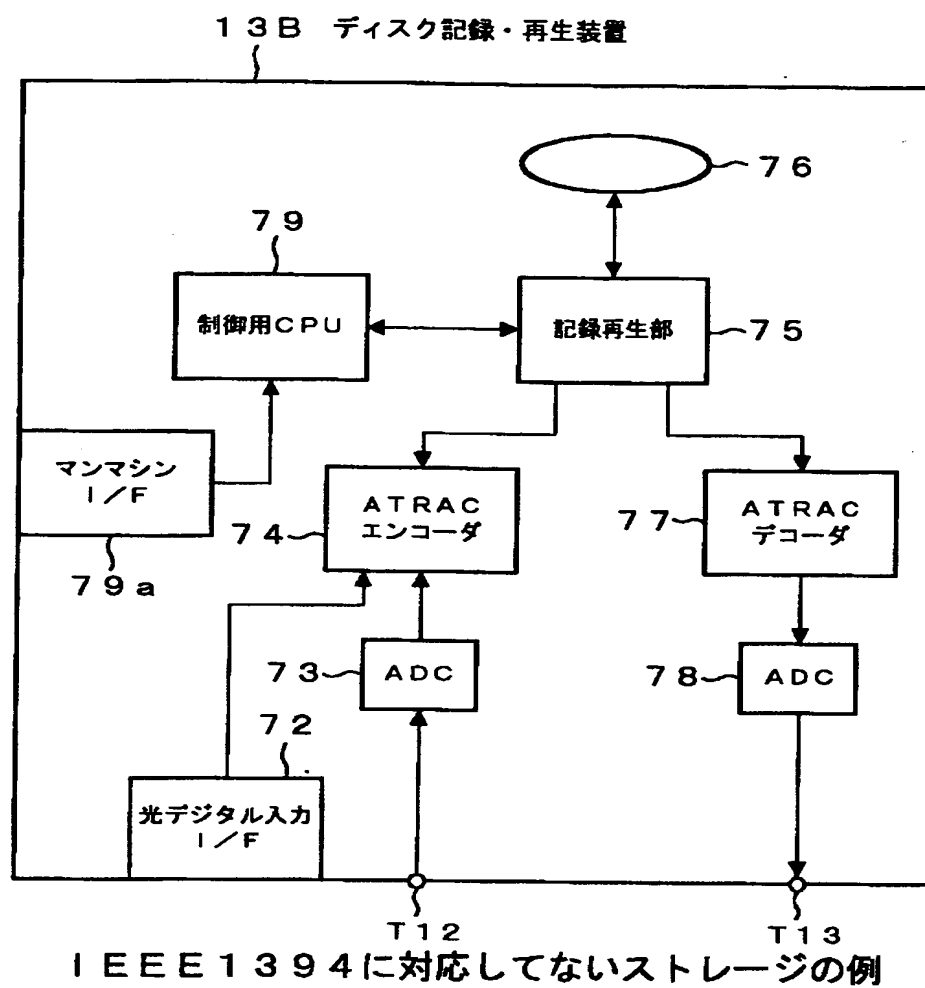 13B ディスク記録・再生装置
76
79
制御用CPU
記録再生部
75
マンマシン
I/F
79a
ATRAC
エンコーダ
74
ATRAC
デコーダ
77
73
ADC
78
ADC
72
光デジタル入力
I/F
T12
T13
IEEE1394に対応してないストレージの例